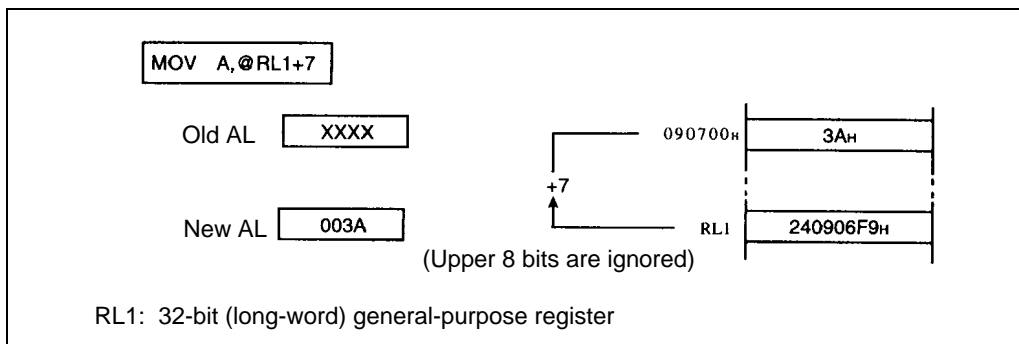 MOV A,@RL1+7
Old AL XXXX
090700H 3AH
+7
New AL 003A
RL1 240906F9H
(Upper 8 bits are ignored)
RL1: 32-bit (long-word) general-purpose register